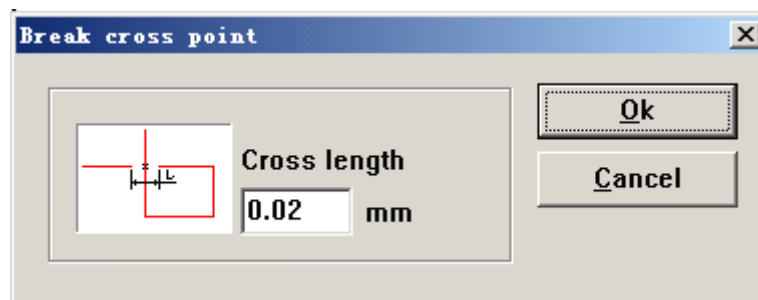 Break cross point
Ok
Cross length
L
0.02 mm
Cancel